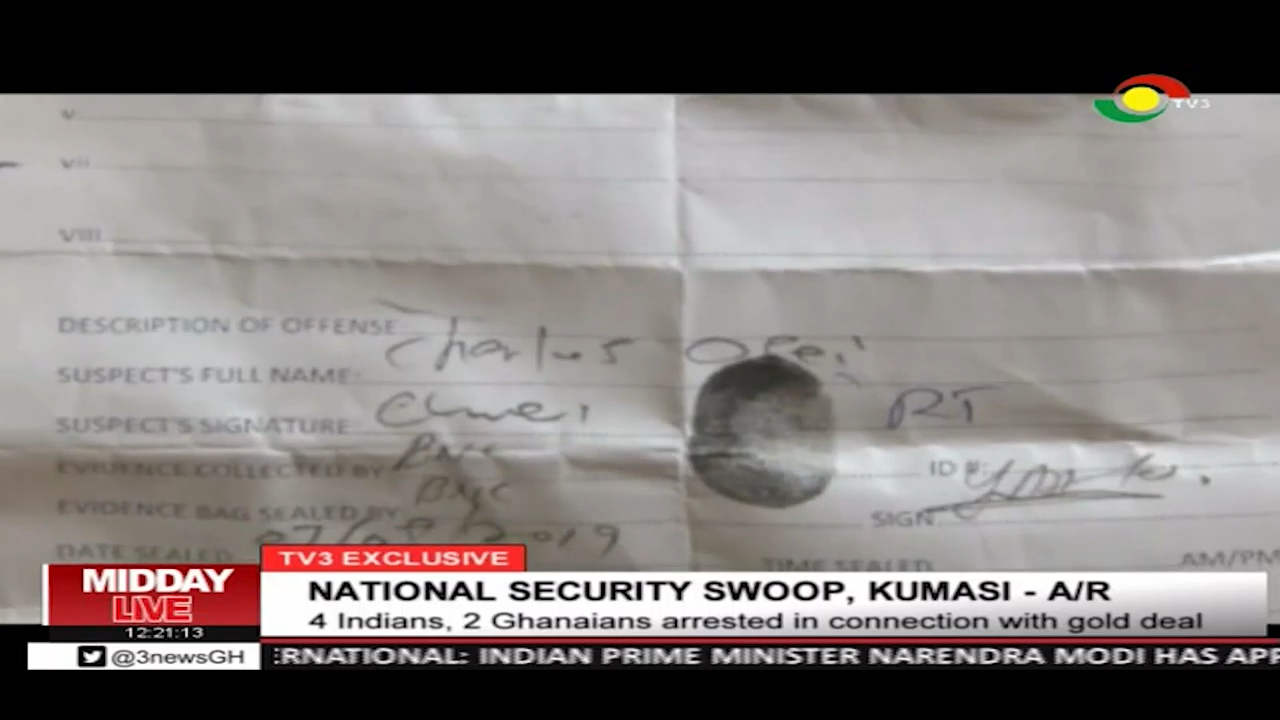 TV3
v
vii
VIII
DESCRIPTION OF OFFENSE
Charles Osei
SUSPECT'S FULL NAME:
RT
SUSPECT'S SIGNATURE
EVIDENCE COLLECTED BY
ID #:
EVIDENCE BAG SEALED BY
SIGN
DATE SEALED 2019
TIME SEALED AM/PM
TV3 EXCLUSIVE
MIDDAY
LIVE
12:21:13
NATIONAL SECURITY SWOOP, KUMASI - A/R
4 Indians, 2 Ghanaians arrested in connection with gold deal
@3newsGH
ERNATIONAL: INDIAN PRIME MINISTER NARENDRA MODI HAS APP